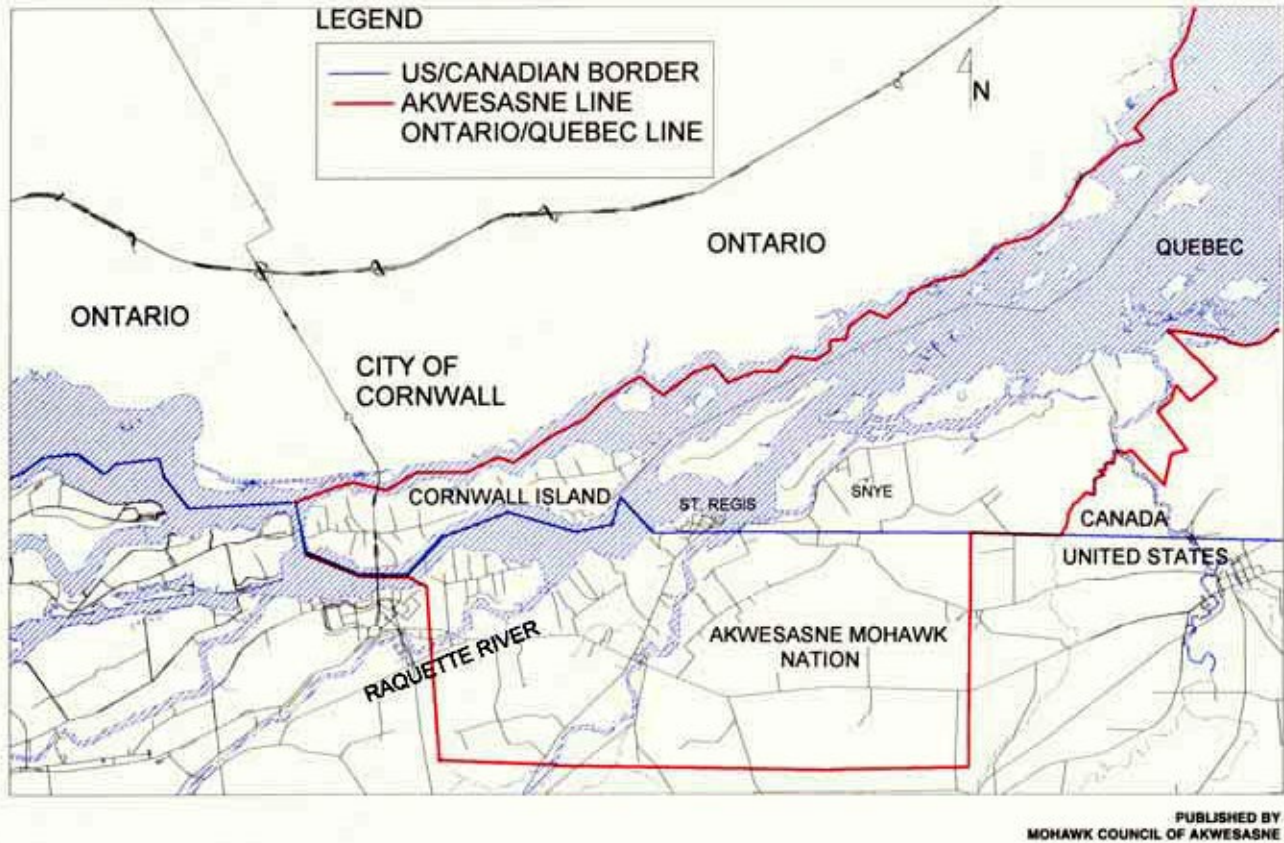 LEGEND
US/CANADIAN BORDER
AKWESASNE LINE
ONTARIO/QUEBEC LINE
N
ONTARIO
QUEBEC
ONTARIO
CITY OF
CORNWALL
CORNWALL ISLAND
ST. REGIS
SNYE
CANADA
UNITED STATES
AKWESASNE MOHAWK
NATION
RAQUETTE RIVER
PUBLISHED BY
MOHAWK COUNCIL OF AKWESASNE